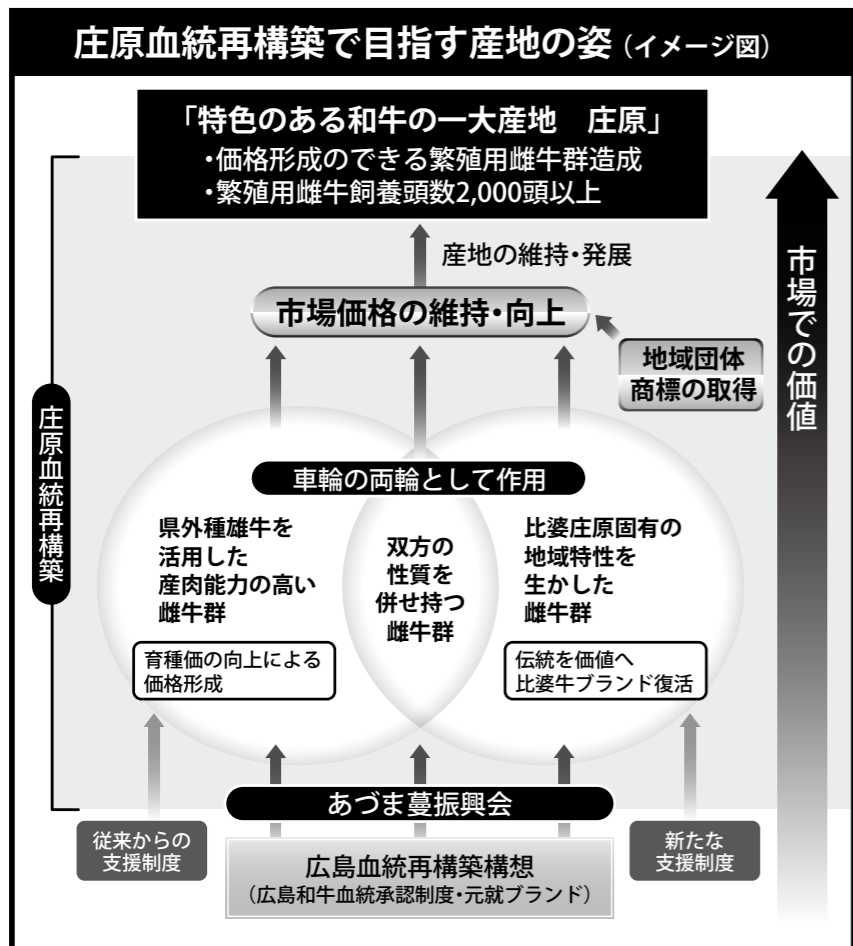 庄原血統再構築で目指す産地の姿（イメージ図）
「特色のある和牛の一大産地　庄原」
・価格形成のできる繁殖用雌牛群造成
・繁殖用雌牛飼養頭数2,000頭以上
産地の維持・発展
市場価格の維持・向上
地域団体
商標の取得
市場での価値
庄原血統再構築
車輪の両輪として作用
県外種雄牛を
活用した
産肉能力の高い
雌牛群
育種価の向上による
価格形成
双方の
性質を
併せ持つ
雌牛群
比婆庄原固有の
地域特性を
生かした
雌牛群
伝統を価値へ
比婆牛ブランド復活
あづま蔓振興会
従来からの
支援制度
広島血統再構築構想
（広島和牛血統承認制度・元就ブランド）
新たな
支援制度